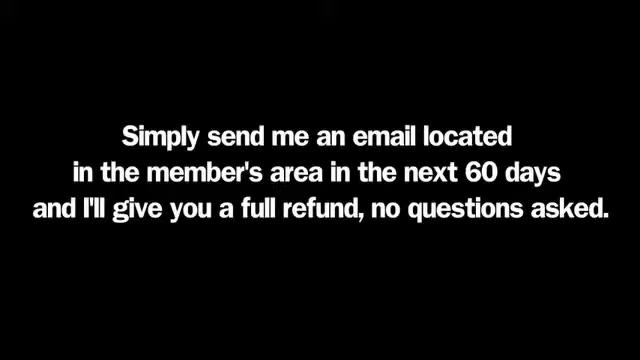 Simply send me an email located
in the member's area in the next 60 days
and I'll give you a full refund, no questions asked.